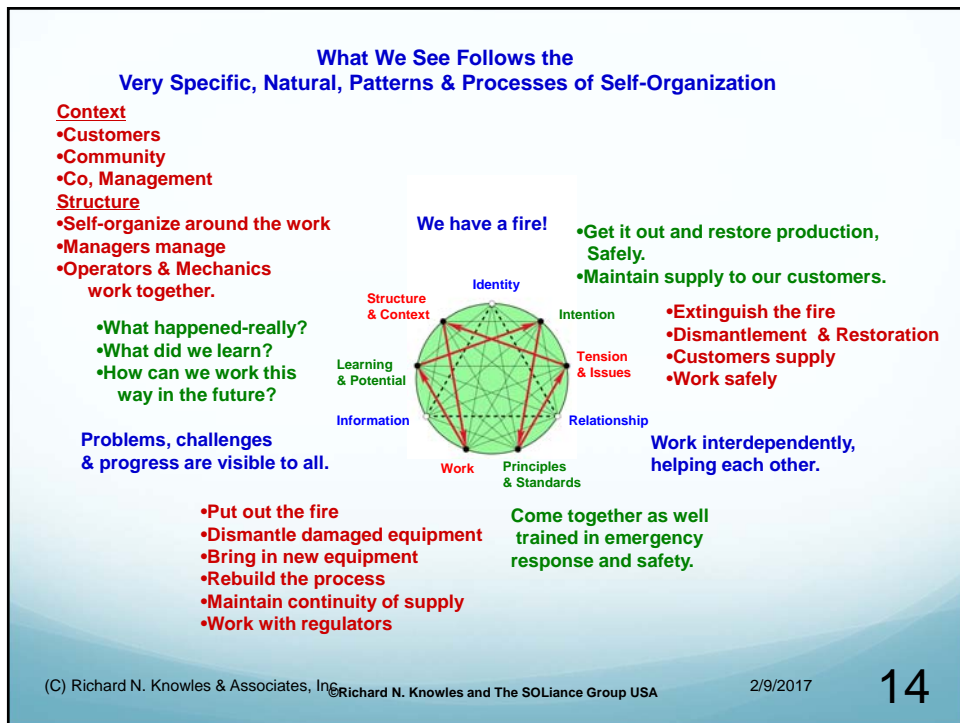 What We See Follows the
Very Specific, Natural, Patterns & Processes of Self-Organization
Context
•Customers
•Community
•Co, Management
Structure
•Self-organize around the work
•Managers manage
•Operators & Mechanics
work together.
We have a fire!
•Get it out and restore production,
Safely.
•Maintain supply to our customers.
Identity
Structure
& Context
Intention
•Extinguish the fire
•Dismantlement & Restoration
•Customers supply
•Work safely
•What happened-really?
•What did we learn?
•How can we work this
way in the future?
Learning
& Potential
Tension
& Issues
Information
Relationship
Problems, challenges
& progress are visible to all.
Work interdependently,
helping each other.
Work
Principles
& Standards
•Put out the fire
•Dismantle damaged equipment
•Bring in new equipment
•Rebuild the process
•Maintain continuity of supply
•Work with regulators
Come together as well
trained in emergency
response and safety.
(C) Richard N. Knowles & Associates, Inc
©Richard N. Knowles and The SOLiance Group USA
2/9/2017
14